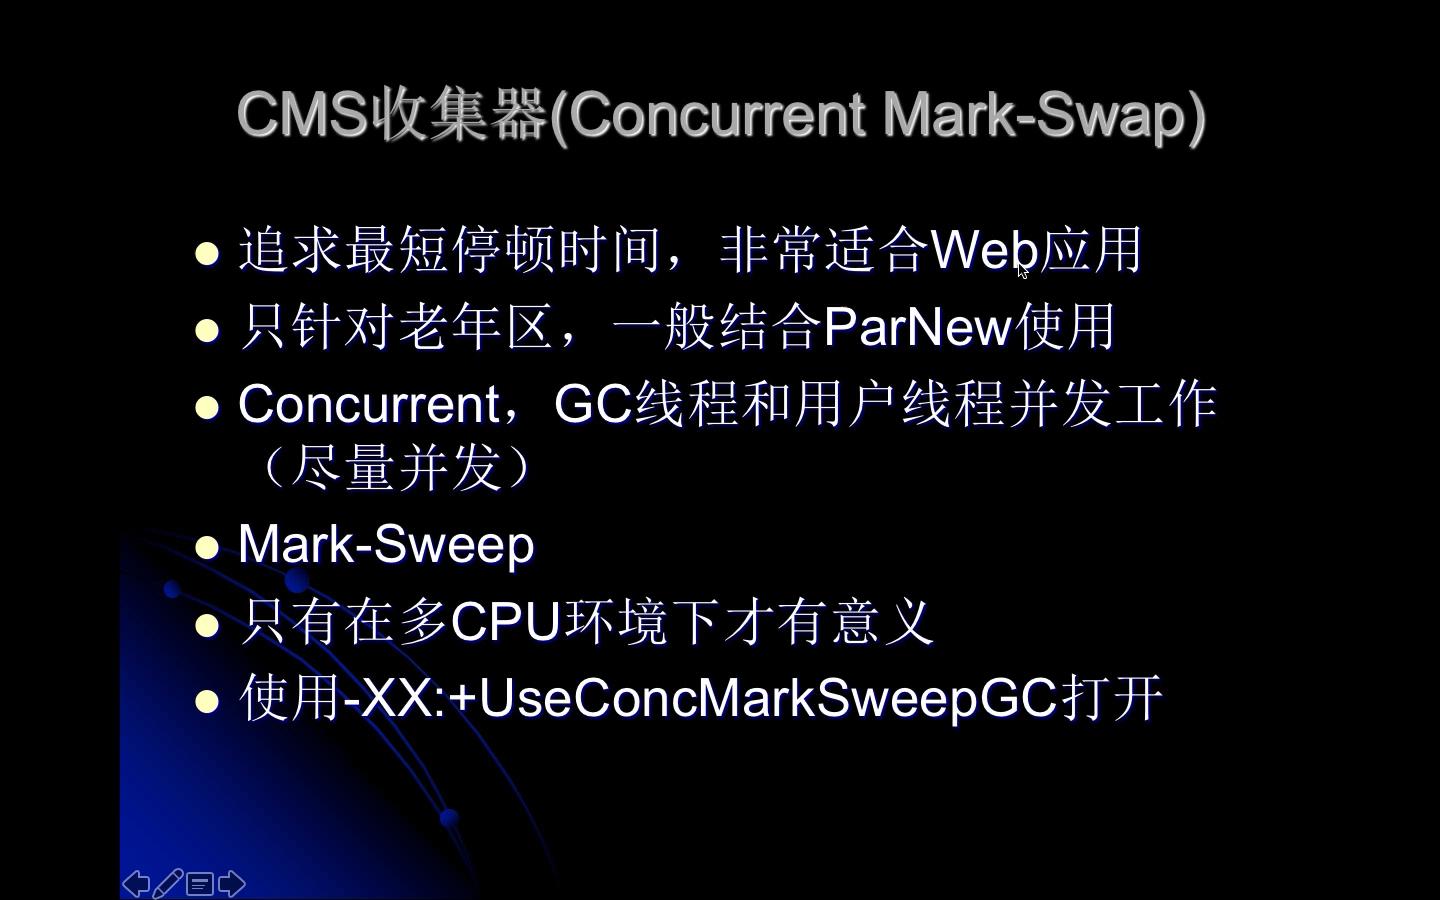 CMS收集器(Concurrent Mark-Swap)
追求最短停顿时间，非常适合Web应用
只针对老年区，一般结合ParNew使用
Concurrent，GC线程和用户线程并发工作
（尽量并发）
Mark-Sweep
只有在多CPU环境下才有意义
使用-XX:+UseConcMarkSweepGC打开